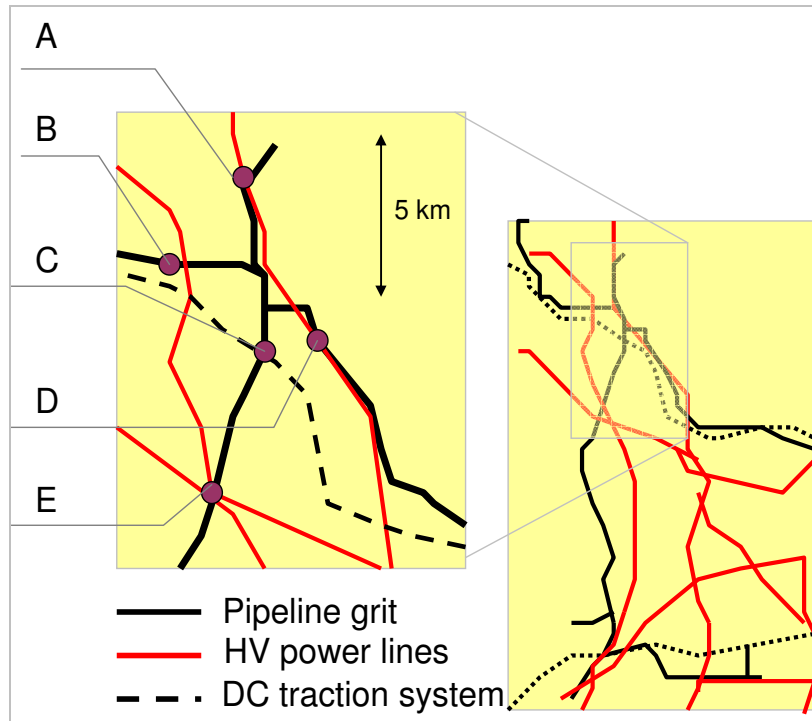 A
B
5 km
C
D
E
Pipeline grit
HV power lines
DC traction system